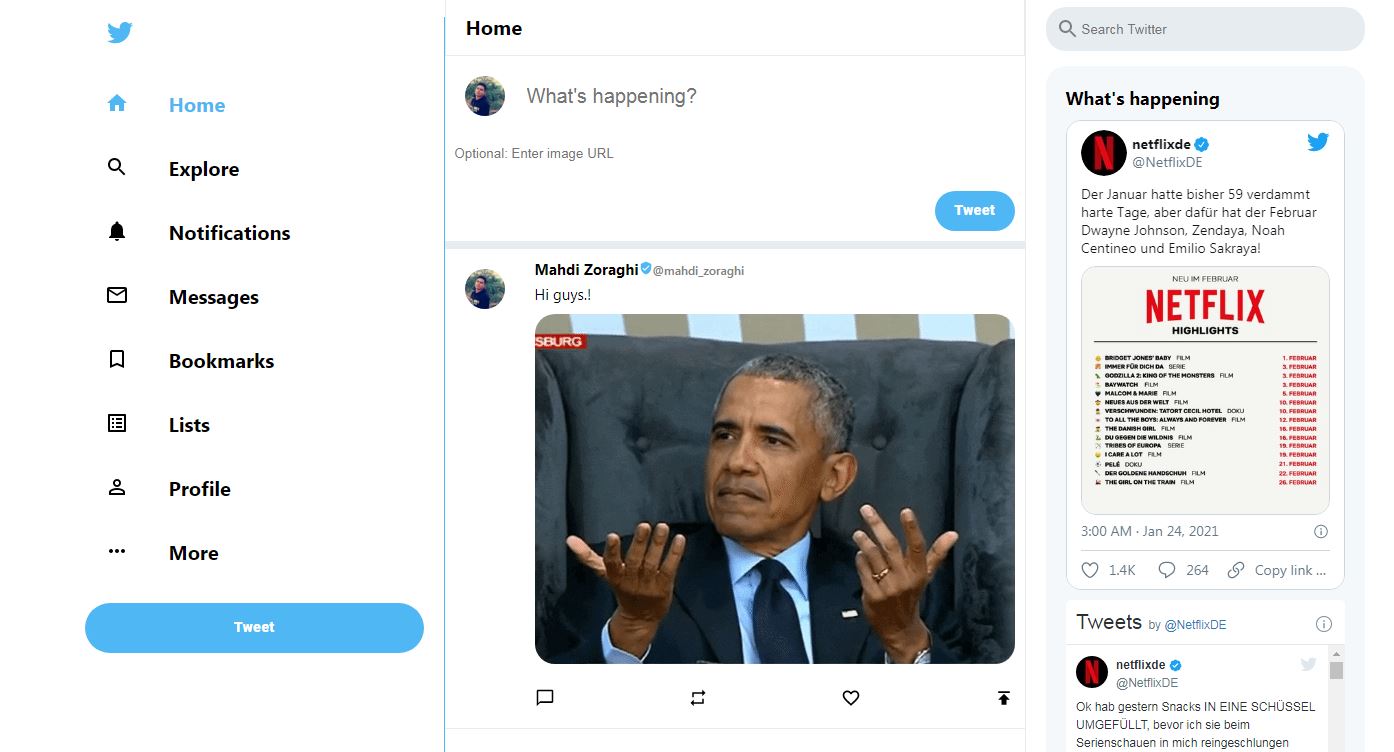 Home
Explore
Notifications
Messages
Bookmarks
Lists
Profile
More
Tweet
Home
What's happening?
Optional: Enter image URL
Tweet
Mahdi Zoraghi @mahdi_zoraghi
Hi guys.!
SBURG
Search Twitter
What's happening
netflixde
@NetflixDE
Der Januar hatte bisher 59 verdammt
harte Tage, aber dafür hat der Februar
Dwayne Johnson, Zendaya, Noah
Centineo und Emilio Sakraya!
NEU IM FEBRUAR
NETFLIX
HIGHLIGHTS
BRIDGET JONES' BABY FILM 1. FEBRUAR
IMMER FÜR DICH DA SERIE 3. FEBRUAR
GODZILLA 2: KING OF THE MONSTERS FILM 3. FEBRUAR
BAYWATCH FILM 3. FEBRUAR
MALCOM & MARIE FILM 5. FEBRUAR
NEUES AUS DER WELT FILM 10. FEBRUAR
VERSCHWUNDEN: TATORT CECIL HOTEL DOKU 10. FEBRUAR
TO ALL THE BOYS: ALWAYS AND FOREVER FILM 12. FEBRUAR
THE DANISH GIRL FILM 16. FEBRUAR
DU GEGEN DIE WILDNIS FILM 16. FEBRUAR
TRIBES OF EUROPA SERIE 19. FEBRUAR
I CARE A LOT FILM 19. FEBRUAR
PELÉ DOKU 21. FEBRUAR
DER GOLDENE HANDSCHUH FILM 22. FEBRUAR
THE GIRL ON THE TRAIN FILM 26. FEBRUAR
3:00 AM · Jan 24, 2021
1.4K 264 Copy link ...
Tweets by @NetflixDE
netflixde
@NetflixDE
Ok hab gestern Snacks IN EINE SCHÜSSEL
UMGEFÜLLT, bevor ich sie beim
Serienschauen in mich reingeschlungen